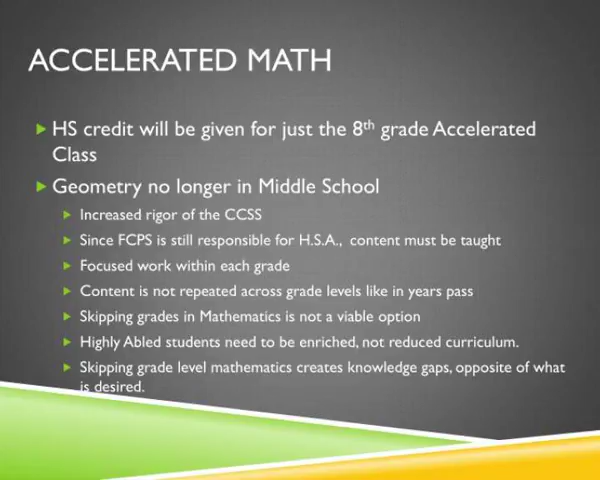 ACCELERATED MATH
HS credit will be given for just the 8th grade Accelerated
Class
Geometry no longer in Middle School
Increased rigor of the CCSS
Since FCPS is still responsible for H.S.A., content must be taught
Focused work within each grade
Content is not repeated across grade levels like in years pass
Skipping grades in Mathematics is not a viable option
Highly Abled students need to be enriched, not reduced curriculum.
Skipping grade level mathematics creates knowledge gaps, opposite of what
is desired.